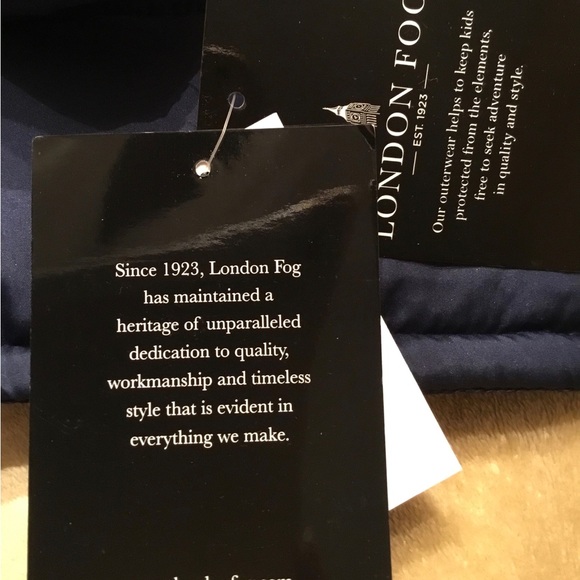 Since 1923, London Fog
has maintained a
heritage of unparalleled
dedication to quality,
workmanship and timeless
style that is evident in
everything we make.
LONDON FOG
EST. 1923
Our outerwear helps to keep kids
protected from the elements,
free to seek adventure
in quality and style.